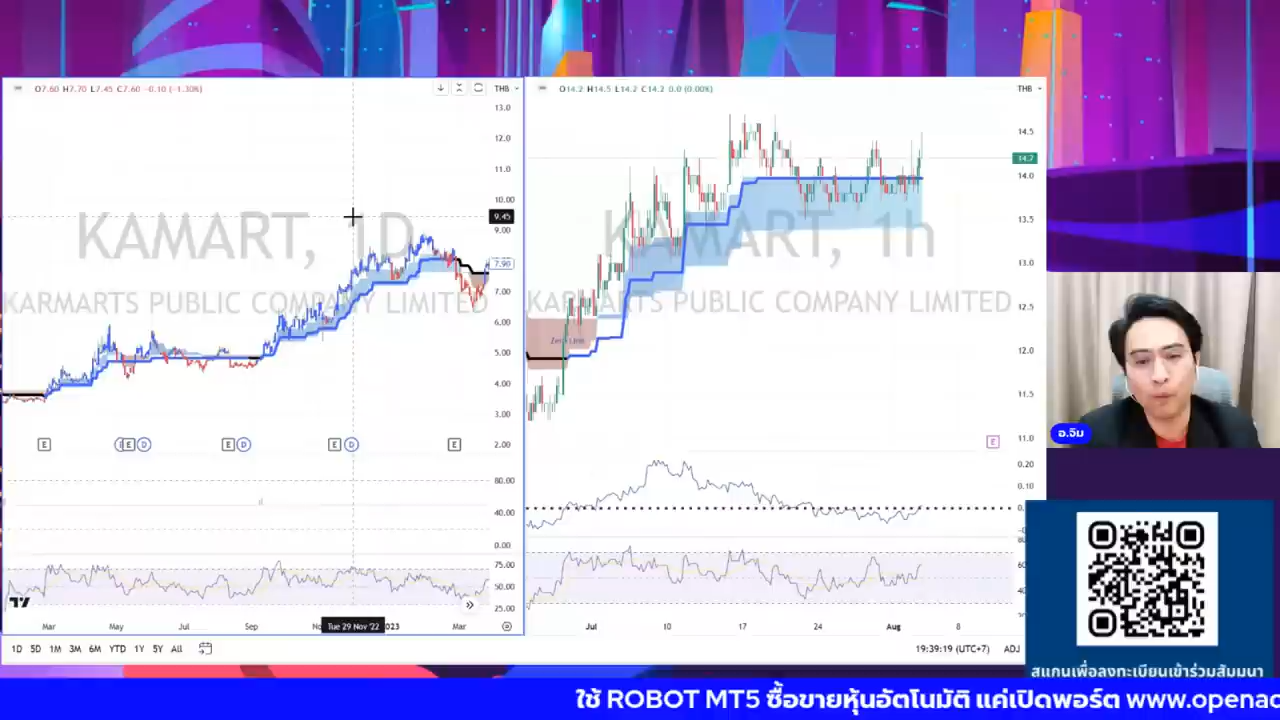 O7.60 H7.70 L7.45 C7.60 −0.10 (−1.30%)
THB
13.0
12.0
11.0
10.00
9.45
9.00
7.90
7.00
6.00
5.00
4.00
3.00
2.00
80.00
40.00
0.00
75.00
50.00
25.00
KAMART, 1D
KARMARTS PUBLIC COMPANY LIMITED
E
E D
E D
E D
E
Mar May Jul Sep Tue 29 Nov '22 2023 Mar
1D 5D 1M 3M 6M YTD 1Y 5Y All
O14.2 H14.5 L14.2 C14.2 0.0 (0.00%)
THB
14.5
14.2
14.0
13.5
13.0
12.5
12.0
11.5
11.0
0.20
0.10
KAMART, 1h
KARMARTS PUBLIC COMPANY LIMITED
E
Jul 10 17 24 Aug 8
19:39:19 (UTC+7) ADJ
อ.จิม
สแกนเพื่อลงทะเบียนเข้าร่วมสัมมนา
ใช้ ROBOT MT5 ซื้อขายหุ้นอัตโนมัติ แค่เปิดพอร์ต www.openac